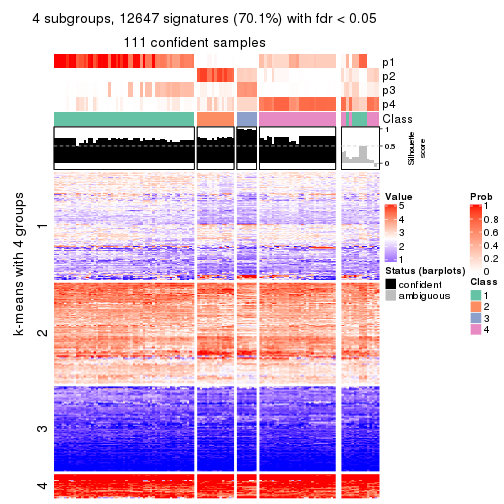 4 subgroups, 12647 signatures (70.1%) with fdr < 0.05
111 confident samples
p1
p2
p3
p4
Class
1
0.5
0
Silhouette
score
k-means with 4 groups
1
2
3
4
Value
5
4
3
2
1
Status (barplots)
confident
ambiguous
Prob
1
0.8
0.6
0.4
0.2
0
Class
1
2
3
4